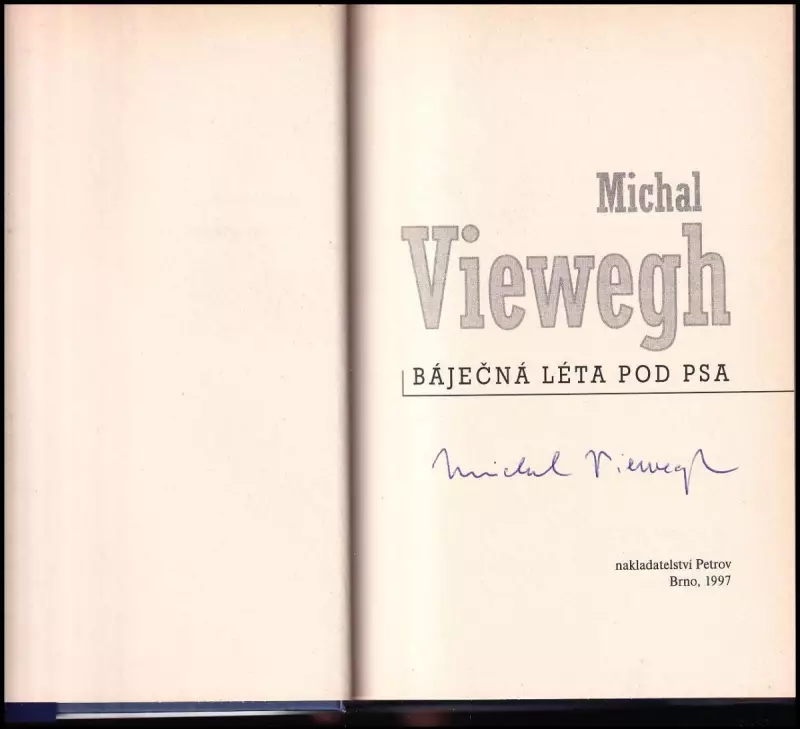 Michal
Viewegh
BÁJEČNÁ LÉTA POD PSA
Michal Viewegh
nakladatelství Petrov
Brno, 1997